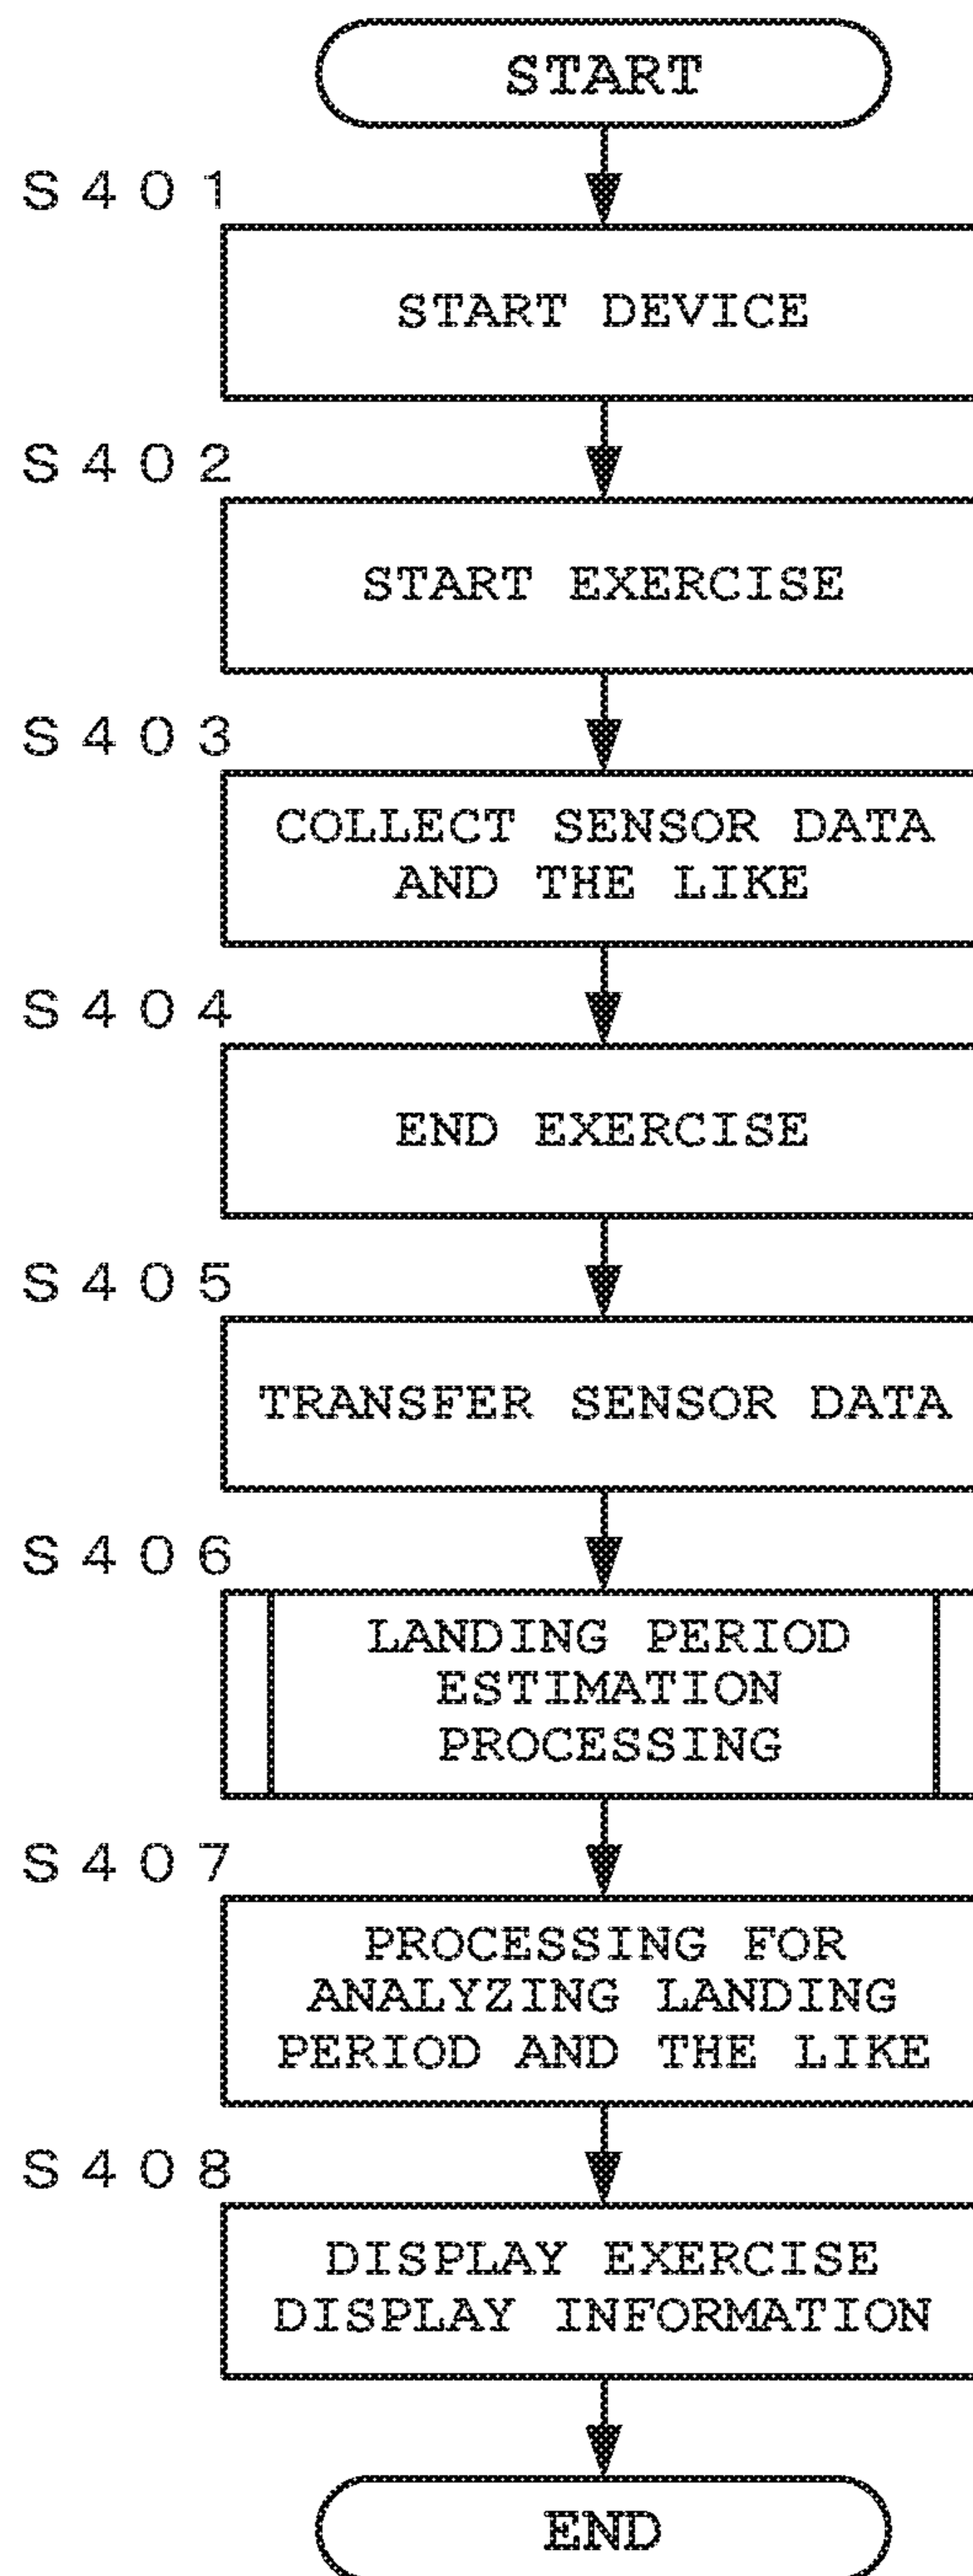 START
S401
START DEVICE
S402
START EXERCISE
S403
COLLECT SENSOR DATA
AND THE LIKE
S404
END EXERCISE
S405
TRANSFER SENSOR DATA
S406
LANDING PERIOD
ESTIMATION
PROCESSING
S407
PROCESSING FOR
ANALYZING LANDING
PERIOD AND THE LIKE
S408
DISPLAY EXERCISE
DISPLAY INFORMATION
END